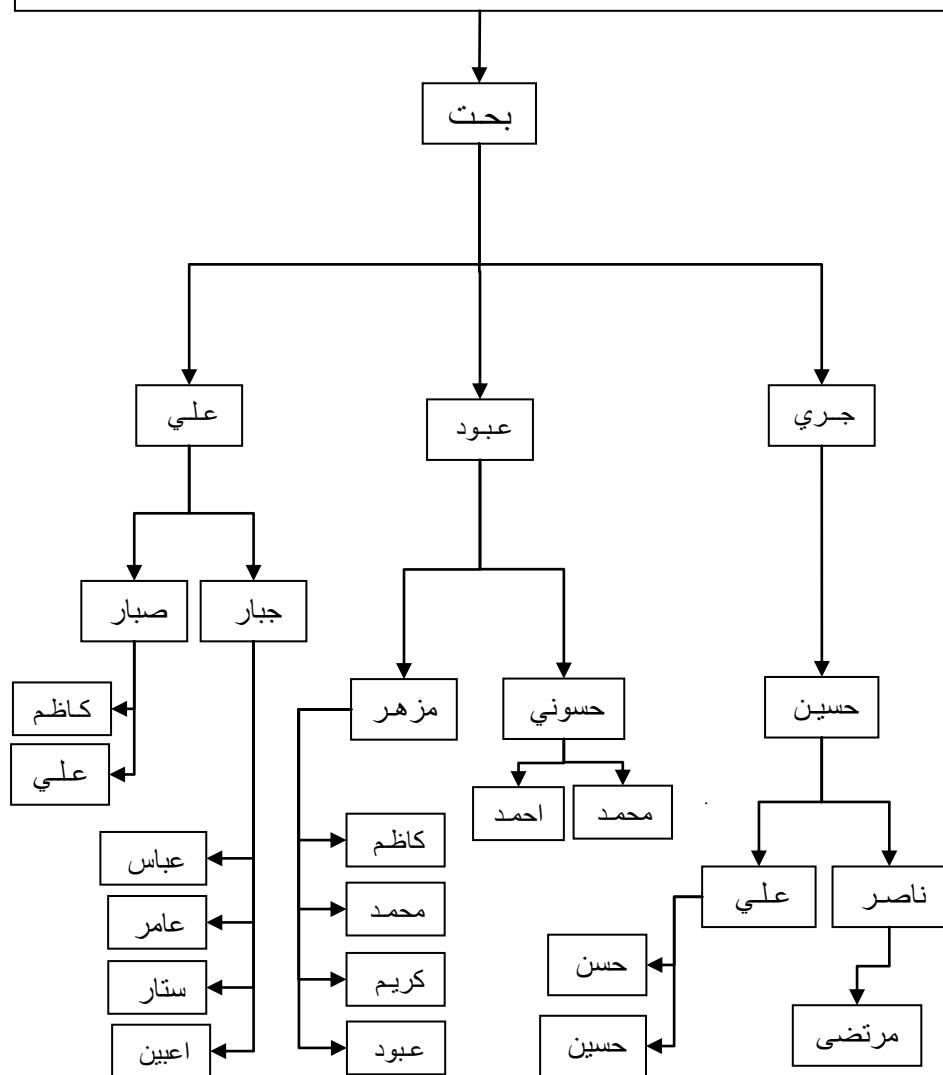 بحت
جري
عبود
علي
جبار
صبار
حسين
حسوني
مزهر
كاظم
علي
محمد
احمد
كاظم
عباس
ناصر
علي
محمد
عامر
حسن
كريم
ستار
مرتضى
حسين
عبود
اعبين